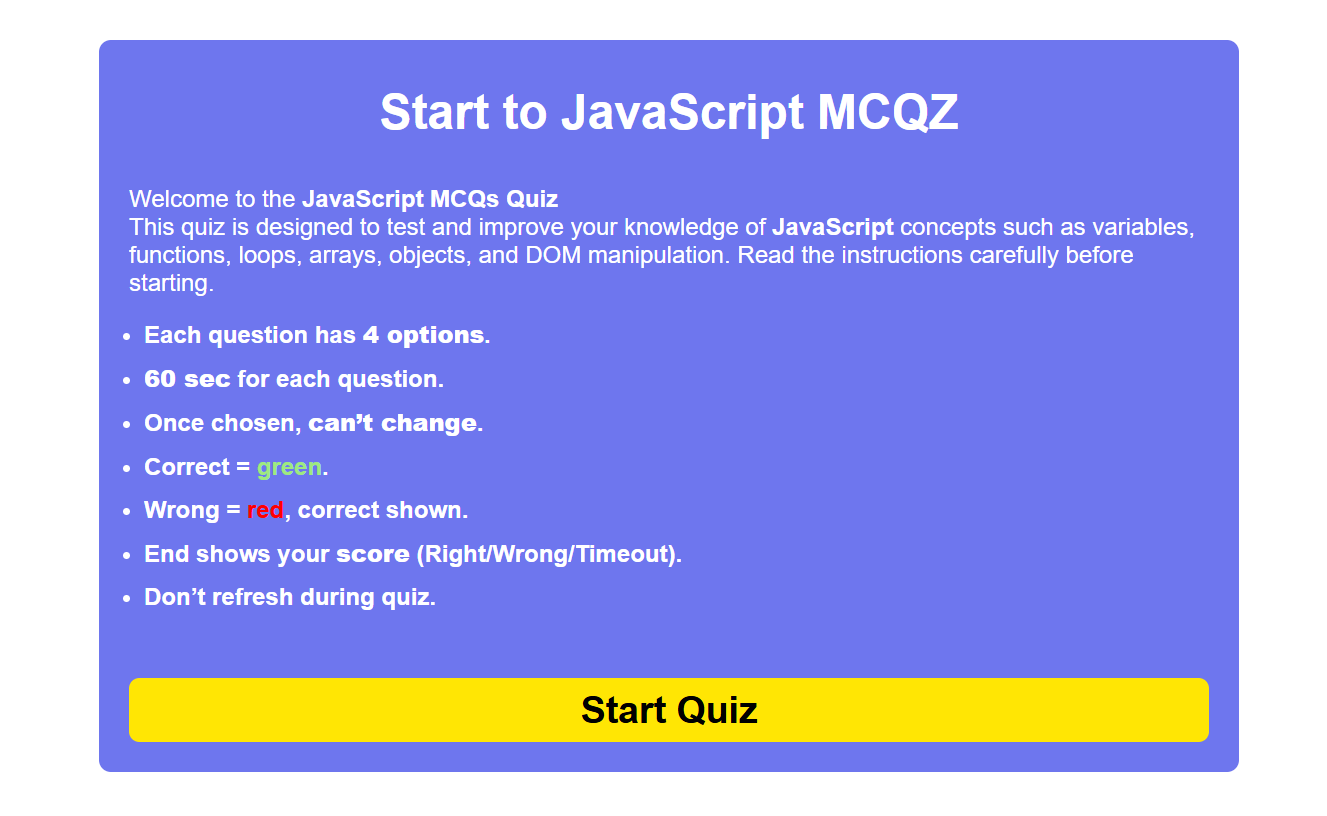 Start to JavaScript MCQZ
Welcome to the JavaScript MCQs Quiz
This quiz is designed to test and improve your knowledge of JavaScript concepts such as variables,
functions, loops, arrays, objects, and DOM manipulation. Read the instructions carefully before
starting.
• Each question has 4 options.
• 60 sec for each question.
• Once chosen, can’t change.
• Correct = green.
• Wrong = red, correct shown.
• End shows your score (Right/Wrong/Timeout).
• Don’t refresh during quiz.
Start Quiz